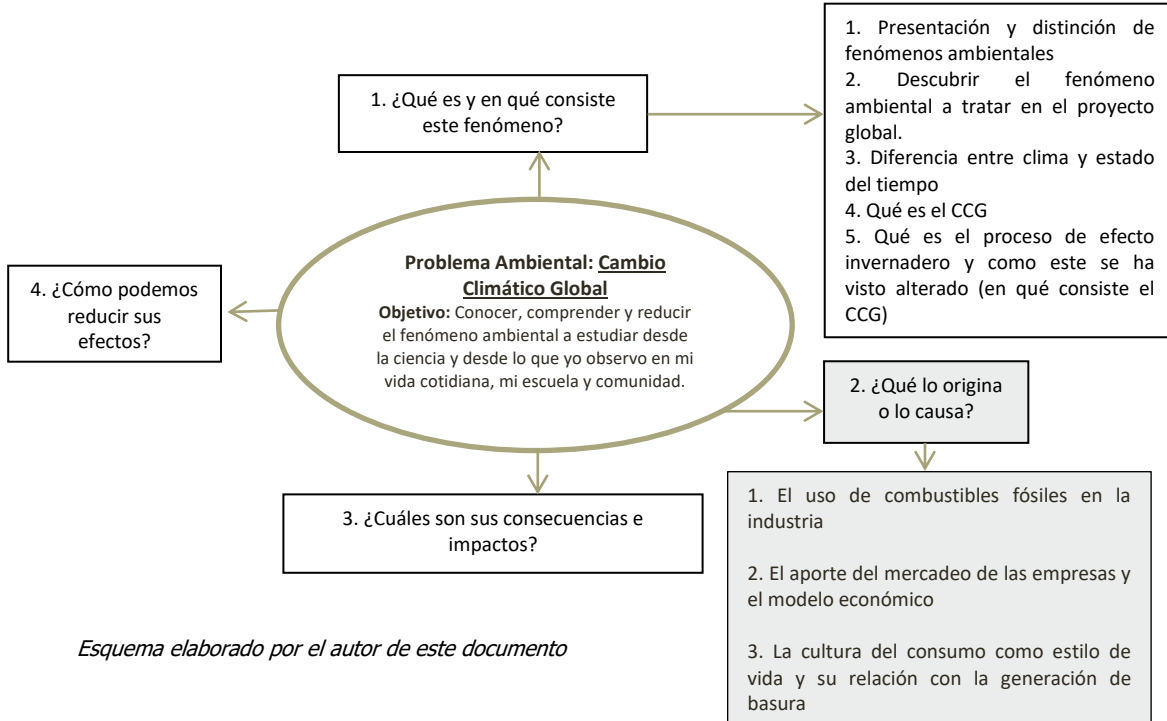 1. ¿Qué es y en qué consiste
este fenómeno?
1. Presentación y distinción de
fenómenos ambientales
2. Descubrir el fenómeno
ambiental a tratar en el proyecto
global.
3. Diferencia entre clima y estado
del tiempo
4. Qué es el CCG
5. Qué es el proceso de efecto
invernadero y como este se ha
visto alterado (en qué consiste el
CCG)
Problema Ambiental: Cambio
Climático Global
Objetivo: Conocer, comprender y reducir
el fenómeno ambiental a estudiar desde
la ciencia y desde lo que yo observo en mi
vida cotidiana, mi escuela y comunidad.
4. ¿Cómo podemos
reducir sus
efectos?
2. ¿Qué lo origina
o lo causa?
1. El uso de combustibles fósiles en la
industria
2. El aporte del mercadeo de las empresas y
el modelo económico
3. La cultura del consumo como estilo de
vida y su relación con la generación de
basura
3. ¿Cuáles son sus consecuencias e
impactos?
Esquema elaborado por el autor de este documento